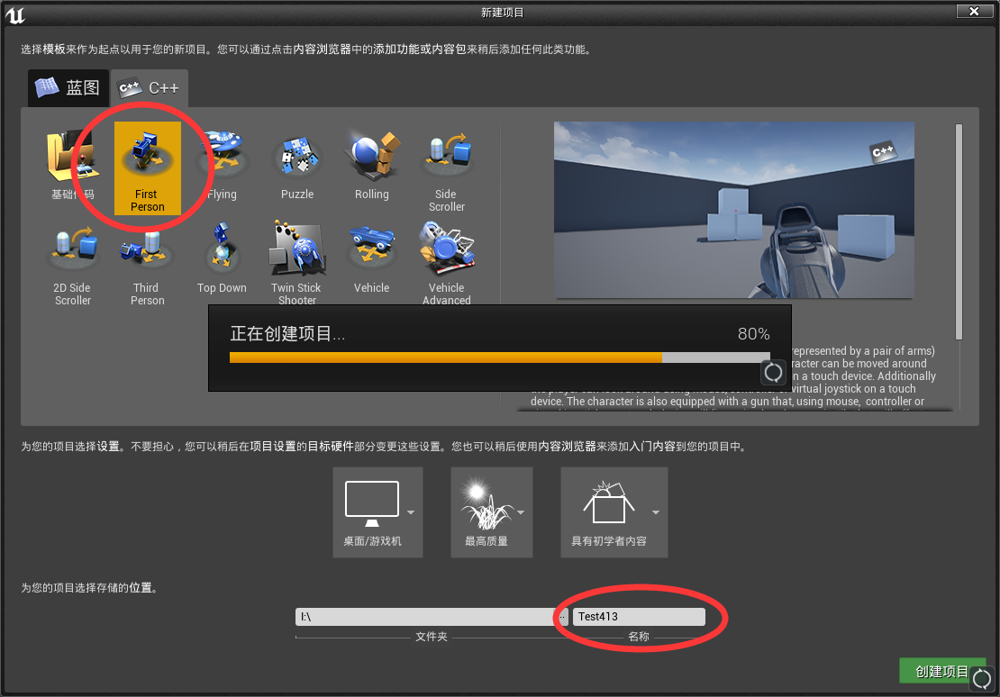 新建项目
选择模板来作为起点以用于您的新项目。您可以通过点击内容浏览器中的添加功能或内容包来稍后添加任何此类功能。
蓝图
C++
C++
C++
基础代码
First
Person
Flying
Puzzle
Rolling
Side
Scroller
2D Side
Scroller
Third
Person
Top Down
Twin Stick
Shooter
Vehicle
Vehicle
Advanced
正在创建项目...
80%
represented by a pair of arms)
racter can be moved around
n a touch device. Additionally
virtual joystick on a touch
device. The character is also equipped with a gun that, using mouse, controller or
为您的项目选择设置。不要担心，您可以稍后在项目设置的目标硬件部分变更这些设置。您也可以稍后使用内容浏览器来添加入门内容到您的项目中。
桌面/游戏机
最高质量
具有初学者内容
为您的项目选择存储的位置。
I:\
Test413
文件夹
名称
创建项目